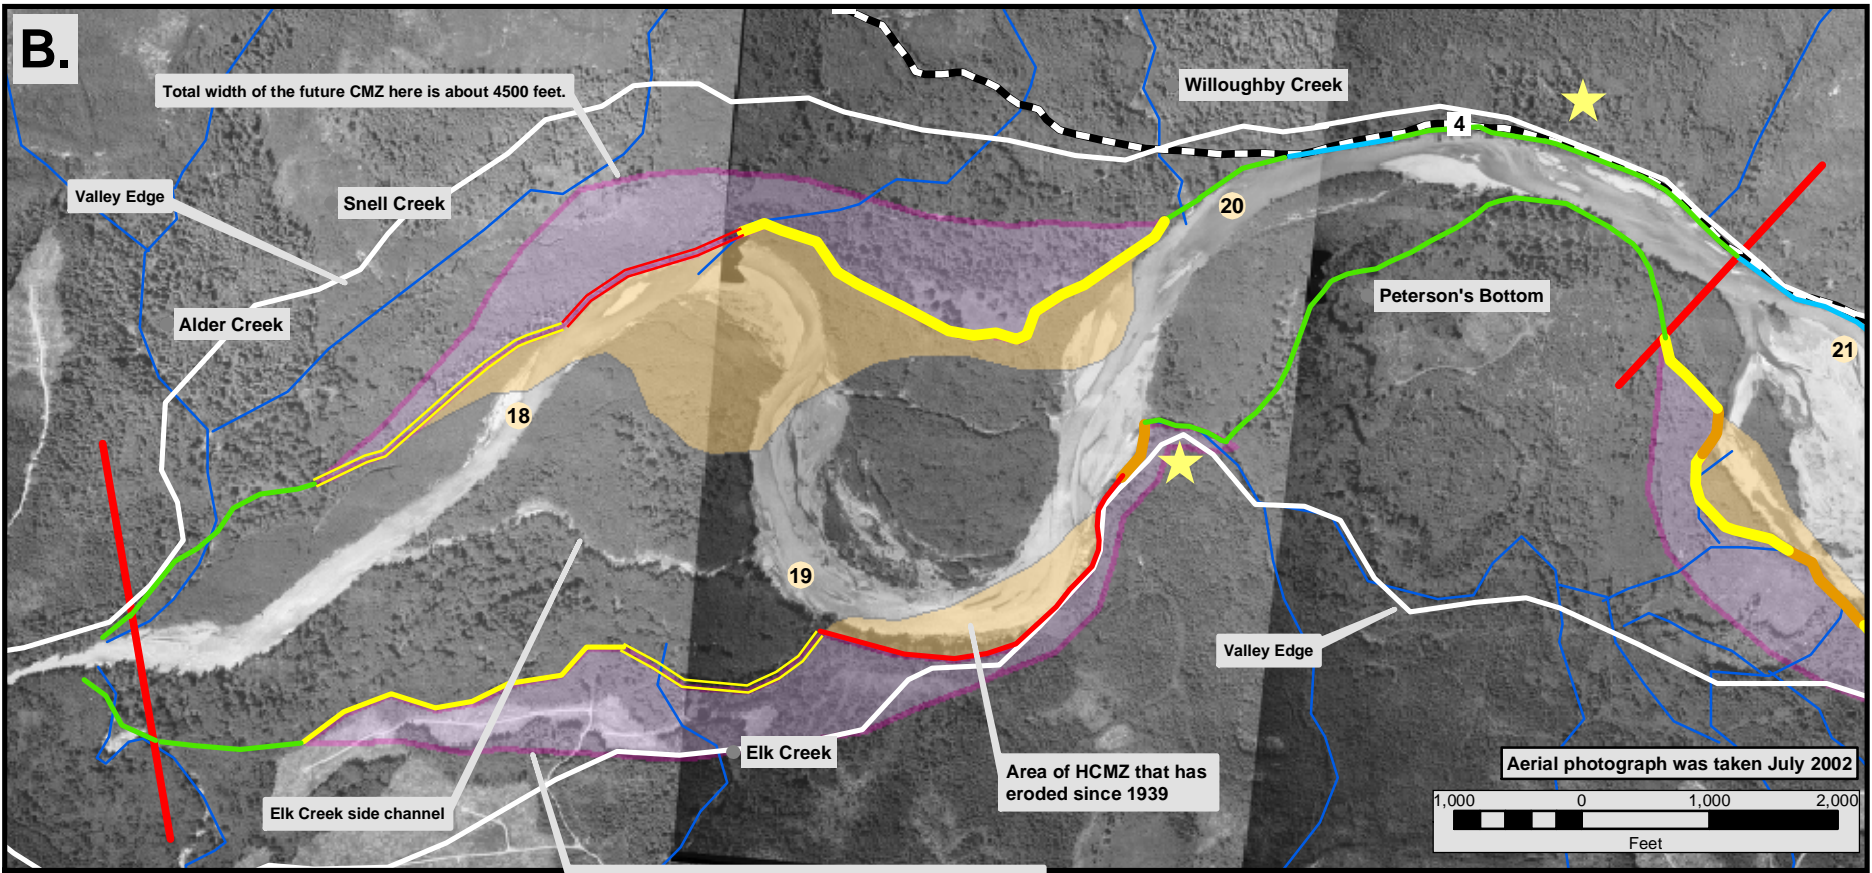 B.
Total width of the future CMZ here is about 4500 feet.
Willoughby Creek
4
Valley Edge
Snell Creek
20
Peterson's Bottom
Alder Creek
21
18
19
Valley Edge
Elk Creek
Area of HCMZ that has
eroded since 1939
Aerial photograph was taken July 2002
Elk Creek side channel
1,000 0 1,000 2,000
Feet